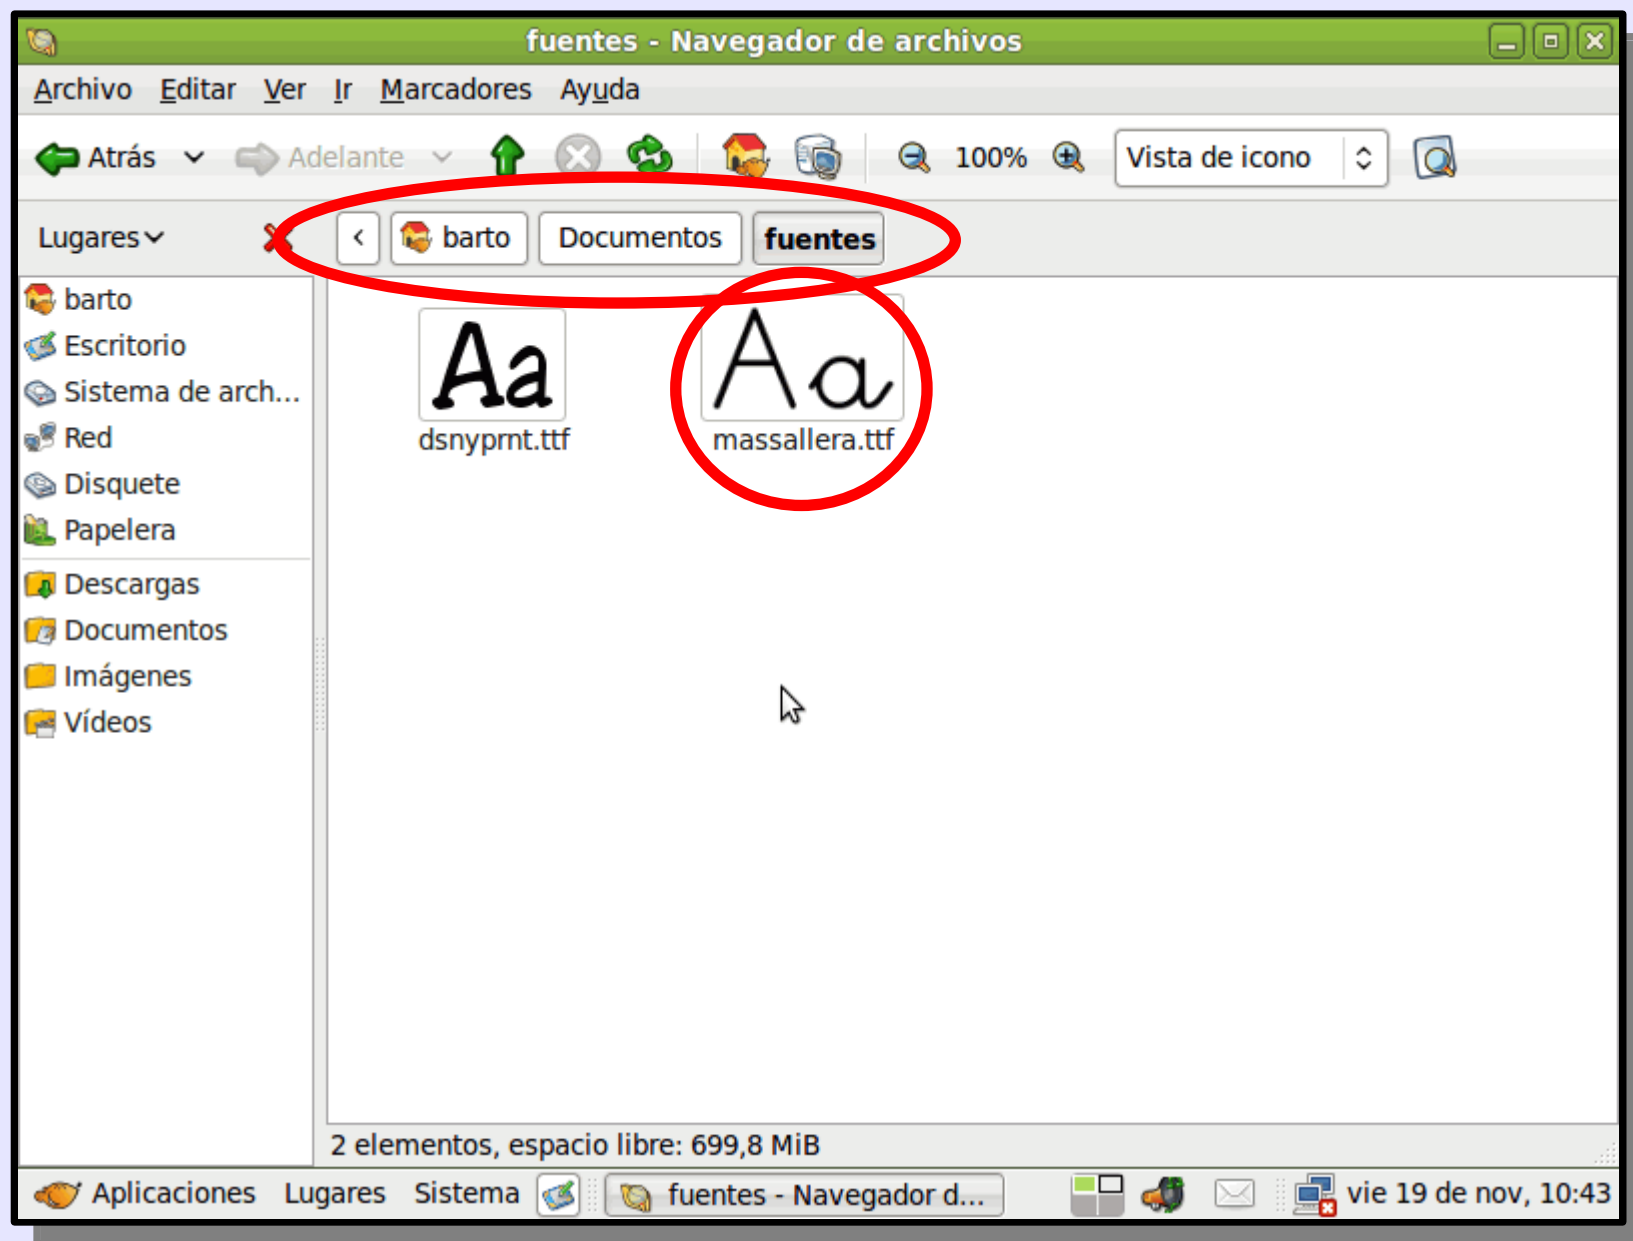 fuentes - Navegador de archivos
Archivo Editar Ver Ir Marcadores Ayuda
Atrás Adelante 100% Vista de icono
Lugares < barto Documentos fuentes
barto
Escritorio
Sistema de arch...
Red
Disquete
Papelera
Descargas
Documentos
Imágenes
Vídeos
Aa Aa
dsnyprnt.ttf massallera.ttf
2 elementos, espacio libre: 699,8 MiB
Aplicaciones Lugares Sistema fuentes - Navegador d... vie 19 de nov, 10:43